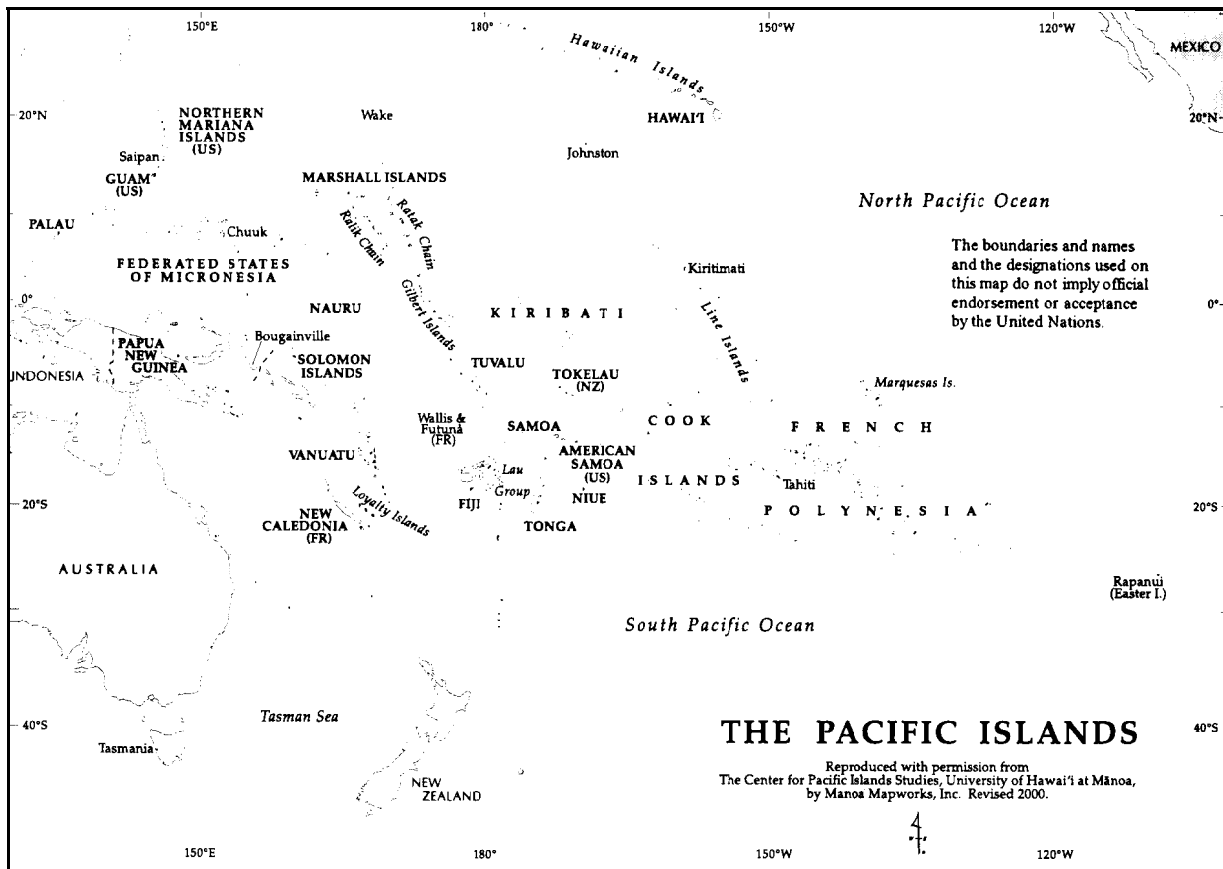 150°E
180°
150°W
120°W
Hawaiian Islands
MEXICO
20°N
NORTHERN
MARIANA
ISLANDS
(US)
Wake
HAWAI'I
20°N
Saipan
Johnston
GUAM
(US)
MARSHALL ISLANDS
North Pacific Ocean
PALAU
Chuuk
Ralik Chain
Ratak Chain
The boundaries and names
and the designations used on
this map do not imply official
endorsement or acceptance
by the United Nations.
FEDERATED STATES
OF MICRONESIA
Kiritimati
0°
NAURU
Gilbert Islands
KIRIBATI
Line Islands
0°
Bougainville
PAPUA
NEW
GUINEA
SOLOMON
ISLANDS
TUVALU
INDONESIA
TOKELAU
(NZ)
Marquesas Is.
Wallis &
Futuna
(FR)
SAMOA
COOK
ISLANDS
FRENCH
POLYNESIA
VANUATU
AMERICAN
SAMOA
(US)
Lau
Group
Tahiti
Loyalty Islands
FIJI
NIUE
20°S
NEW
CALEDONIA
(FR)
TONGA
20°S
AUSTRALIA
Rapanui
(Easter I.)
South Pacific Ocean
Tasman Sea
40°S
THE PACIFIC ISLANDS
40°S
Tasmania
Reproduced with permission from
The Center for Pacific Islands Studies, University of Hawai'i at Mānoa,
by Manoa Mapworks, Inc. Revised 2000.
NEW
ZEALAND
150°E
180°
150°W
120°W